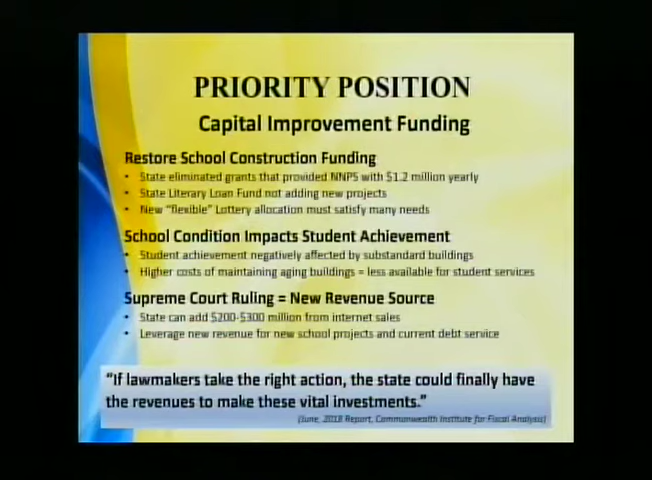 PRIORITY POSITION
Capital Improvement Funding
Restore School Construction Funding
• State eliminated grants that provided NNPS with $1.2 million yearly
• State Literary Loan Fund not adding new projects
• New "flexible" Lottery allocation must satisfy many needs
School Condition Impacts Student Achievement
• Student achievement negatively affected by substandard buildings
• Higher costs of maintaining aging buildings = less available for student services
Supreme Court Ruling = New Revenue Source
• State can add $200-$300 million from internet sales
• Leverage new revenue for new school projects and current debt service
"If lawmakers take the right action, the state could finally have
the revenues to make these vital investments."
(June, 2018 Report, Commonwealth Institute for Fiscal Analysis)